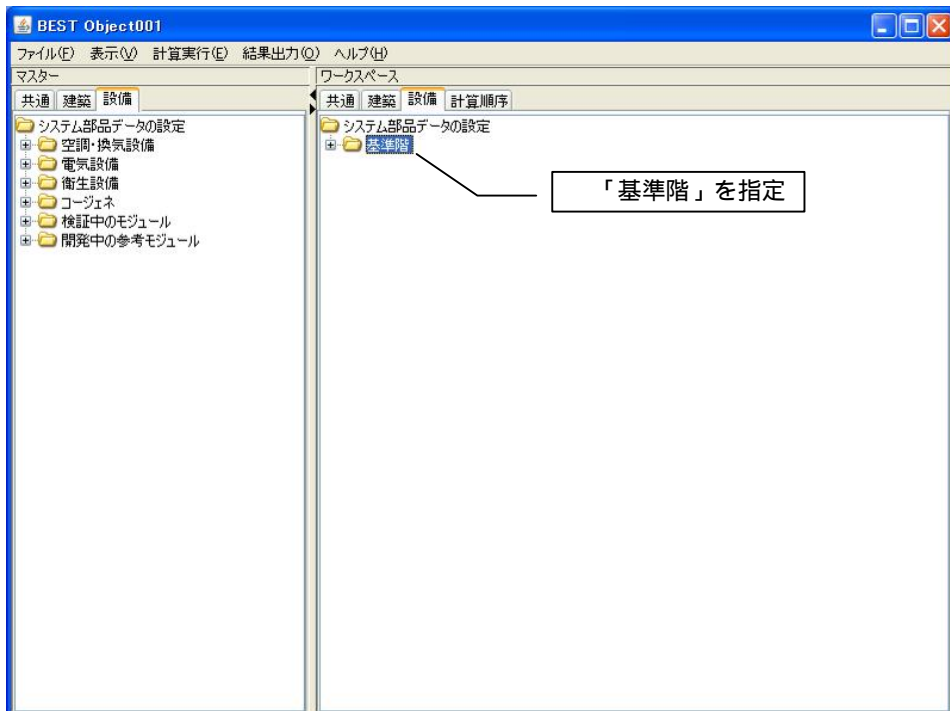 BEST Object001
ファイル(F) 表示(V) 計算実行(E) 結果出力(O) ヘルプ(H)
マスター
共通 建築 設備
システム部品データの設定
空調・換気設備
電気設備
衛生設備
コージェネ
検証中のモジュール
開発中の参考モジュール
ワークスペース
共通 建築 設備 計算順序
システム部品データの設定
基準階
「基準階」を指定